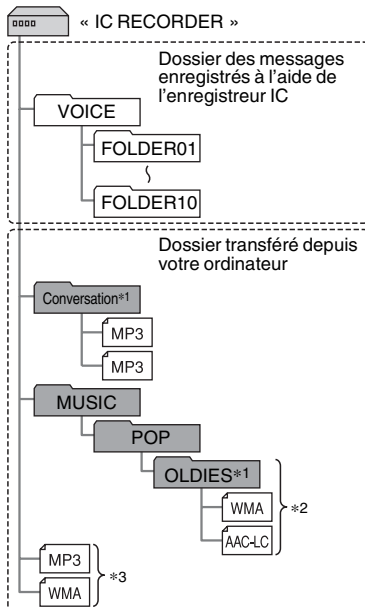 « IC RECORDER »
Dossier des messages
enregistrés à l'aide de
l'enregistreur IC
VOICE
FOLDER01
FOLDER10
Dossier transféré depuis
votre ordinateur
Conversation*1
MP3
MP3
MUSIC
POP
OLDIES*1
WMA
*2
AAC-LC
MP3
*3
WMA